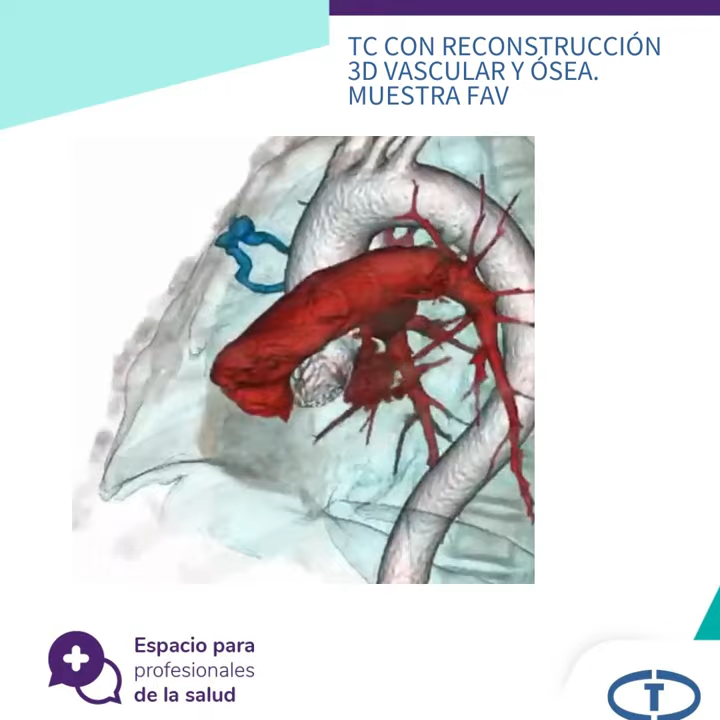 TC CON RECONSTRUCCIÓN
3D VASCULAR Y ÓSEA.
MUESTRA FAV
Espacio para
profesionales
de la salud
T